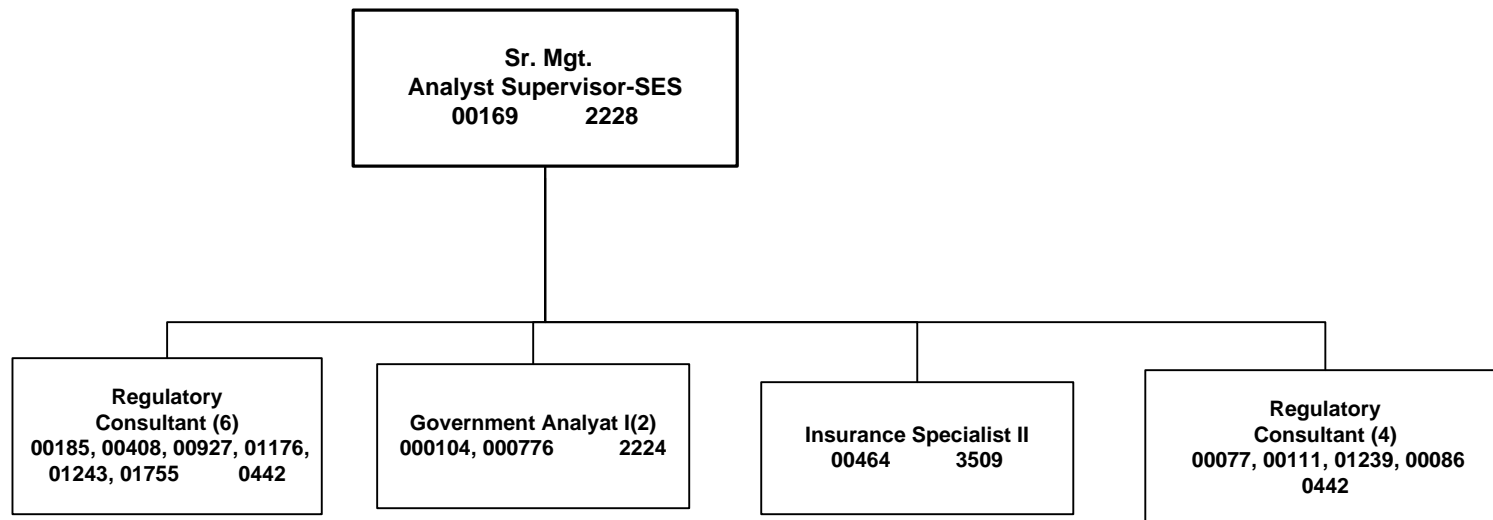 Sr. Mgt.
Analyst Supervisor-SES
00169 2228
Regulatory
Consultant (6)
00185, 00408, 00927, 01176,
01243, 01755 0442
Government Analyat I(2)
000104, 000776 2224
Insurance Specialist II
00464 3509
Regulatory
Consultant (4)
00077, 00111, 01239, 00086
0442